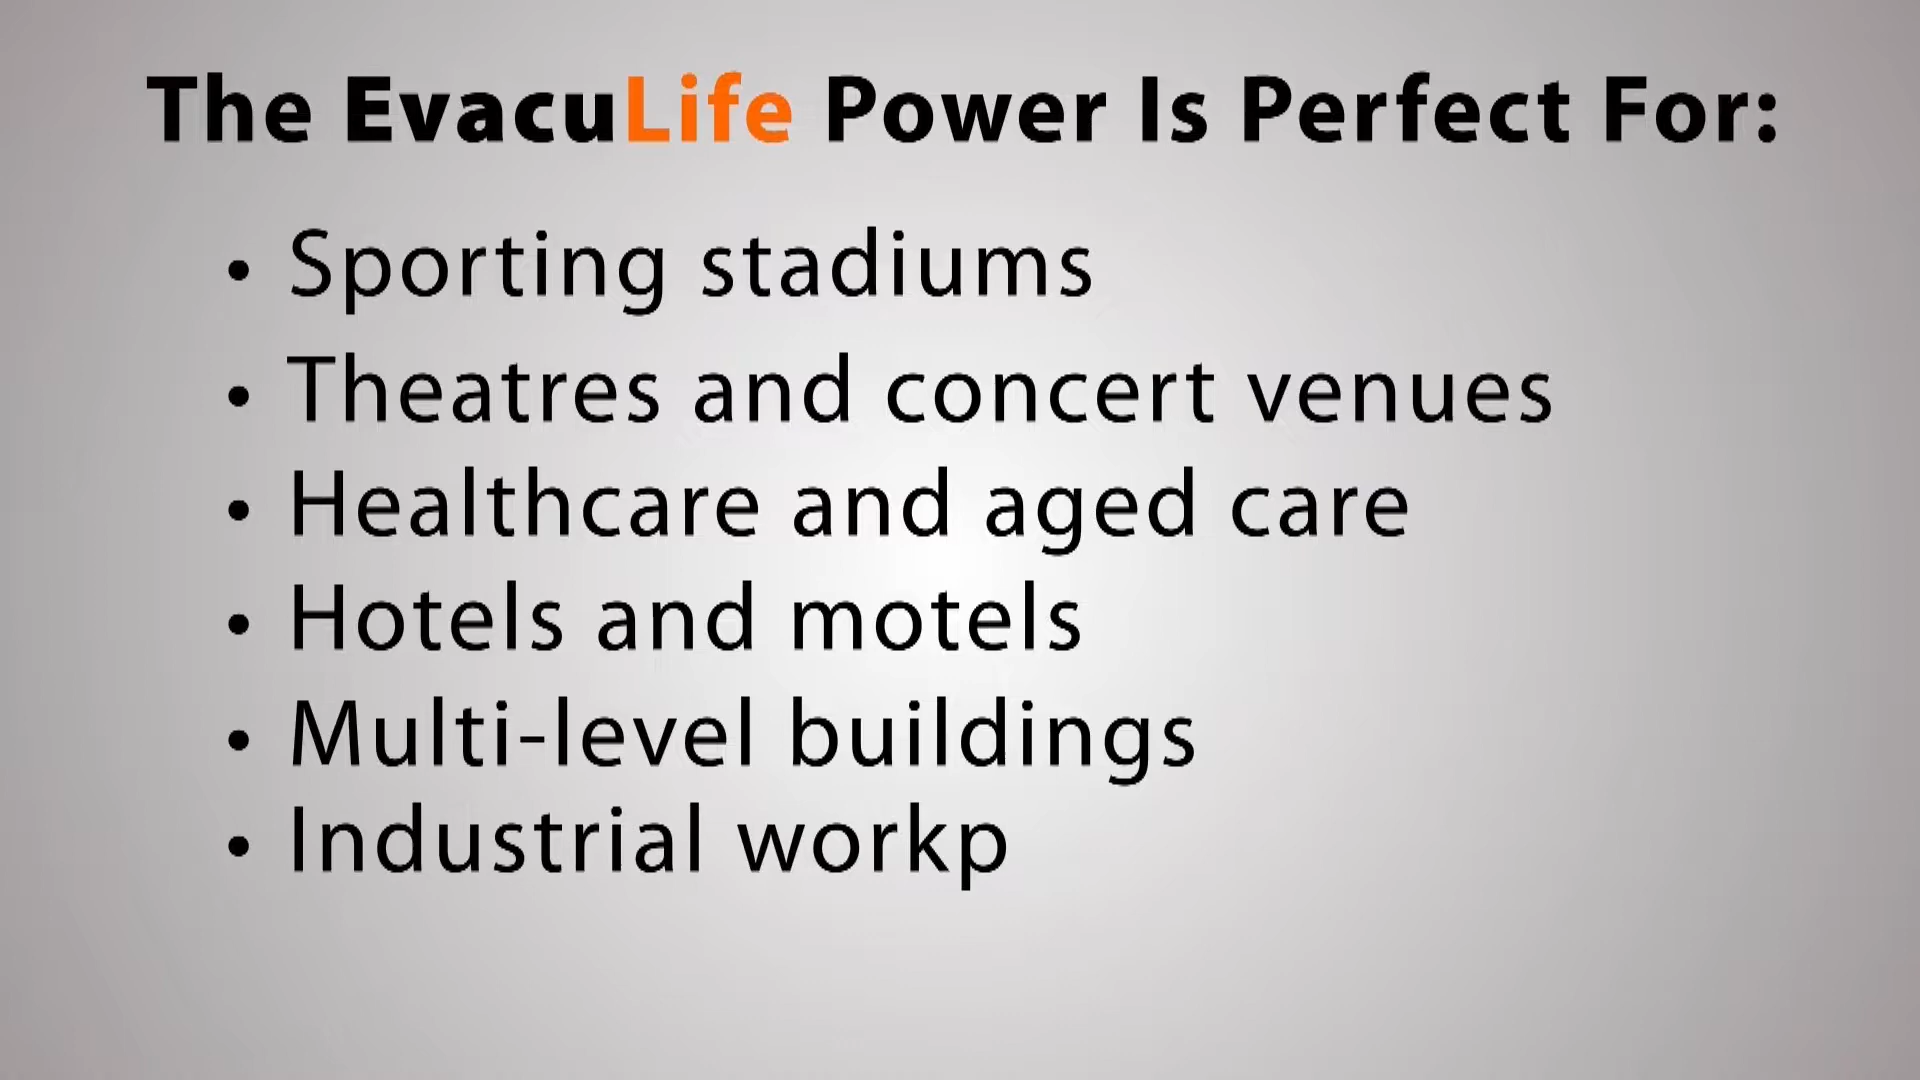 The EvacuLife Power Is Perfect For:
• Sporting stadiums
• Theatres and concert venues
• Healthcare and aged care
• Hotels and motels
• Multi-level buildings
• Industrial workp